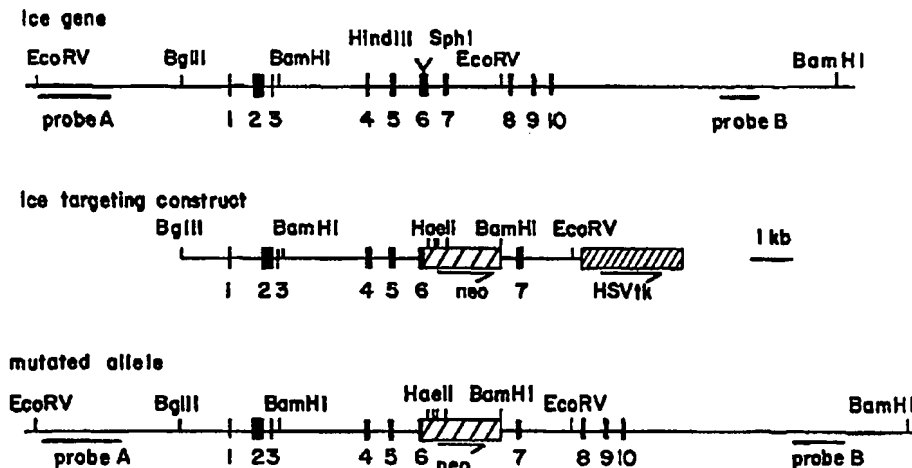 Ice gene
EcoRV BglII BamHI HindIII SphI EcoRV BamHI
probe A 1 2 3 4 5 6 7 8 9 10 probe B
Ice targeting construct
BglII BamHI HaeII BamHI EcoRV 1 kb
1 2 3 4 5 6 neo 7 HSVtk
mutated allele
EcoRV BglII BamHI HaeII BamHI EcoRV BamHI
probe A 1 2 3 4 5 6 neo 7 8 9 10 probe B